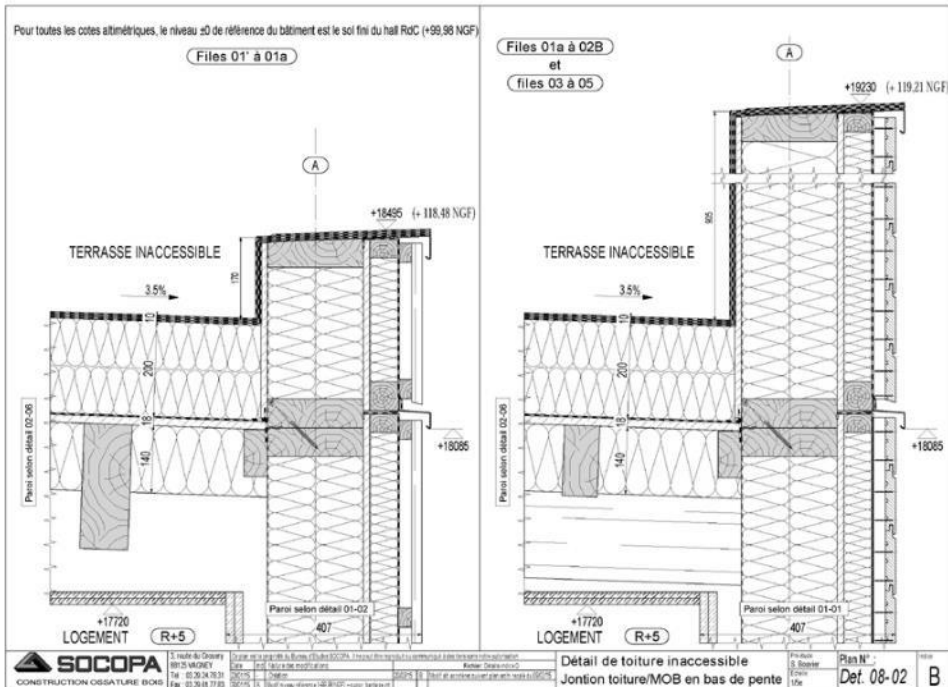 Pour toutes les cotes altimétriques, le niveau ±0 de référence du bâtiment est le sol fini du hall RdC (+99,98 NGF)
Files 01' à 01a
A
+18495 (+ 118.48 NGF)
TERRASSE INACCESSIBLE
170
3.5%
10
200
18
140
+18085
Paroi selon détail 02-06
Paroi selon détail 01-02
407
+17720
LOGEMENT
R+5
Files 01a à 02B
et
files 03 à 05
A
+19230 (+ 119.21 NGF)
TERRASSE INACCESSIBLE
905
3.5%
10
200
18
140
+18085
Paroi selon détail 02-06
Paroi selon détail 01-01
407
+17720
LOGEMENT
R+5
SOCOPA
CONSTRUCTION OSSATURE BOIS
Détail de toiture inaccessible
Jontion toiture/MOB en bas de pente
Plan N° :
Det. 08-02
B